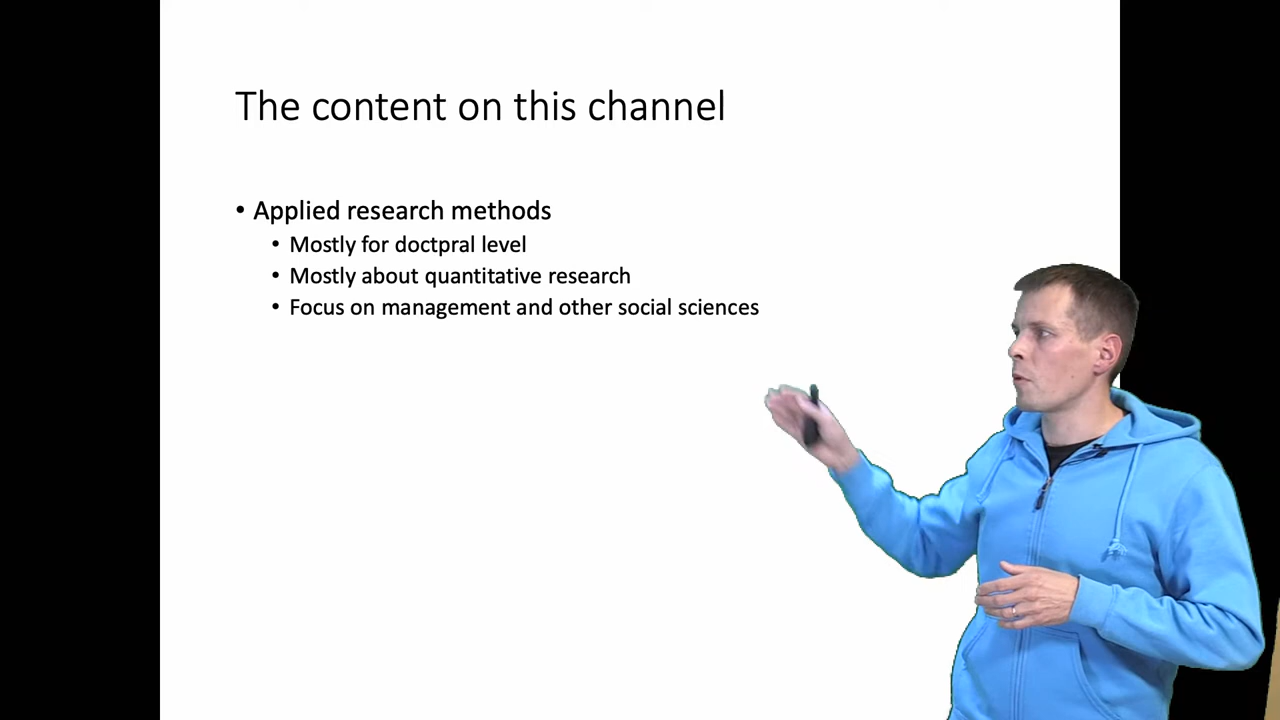 The content on this channel
• Applied research methods
• Mostly for doctpral level
• Mostly about quantitative research
• Focus on management and other social sciences